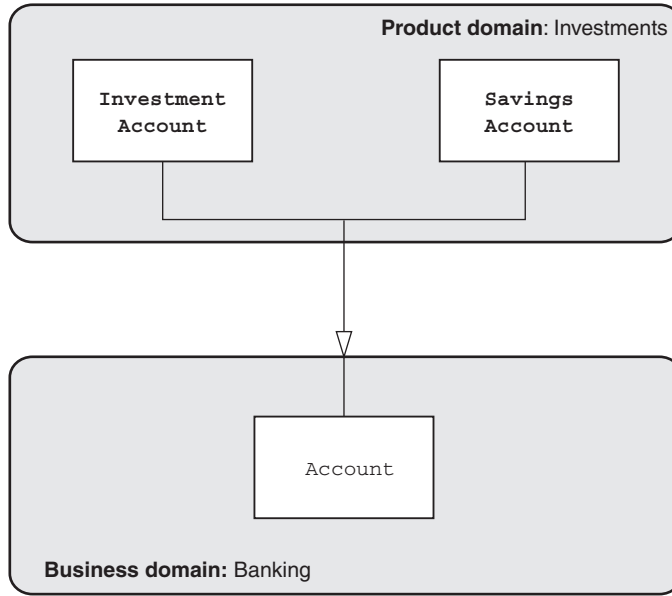 Product domain: Investments
Investment
Account
Savings
Account
Account
Business domain: Banking